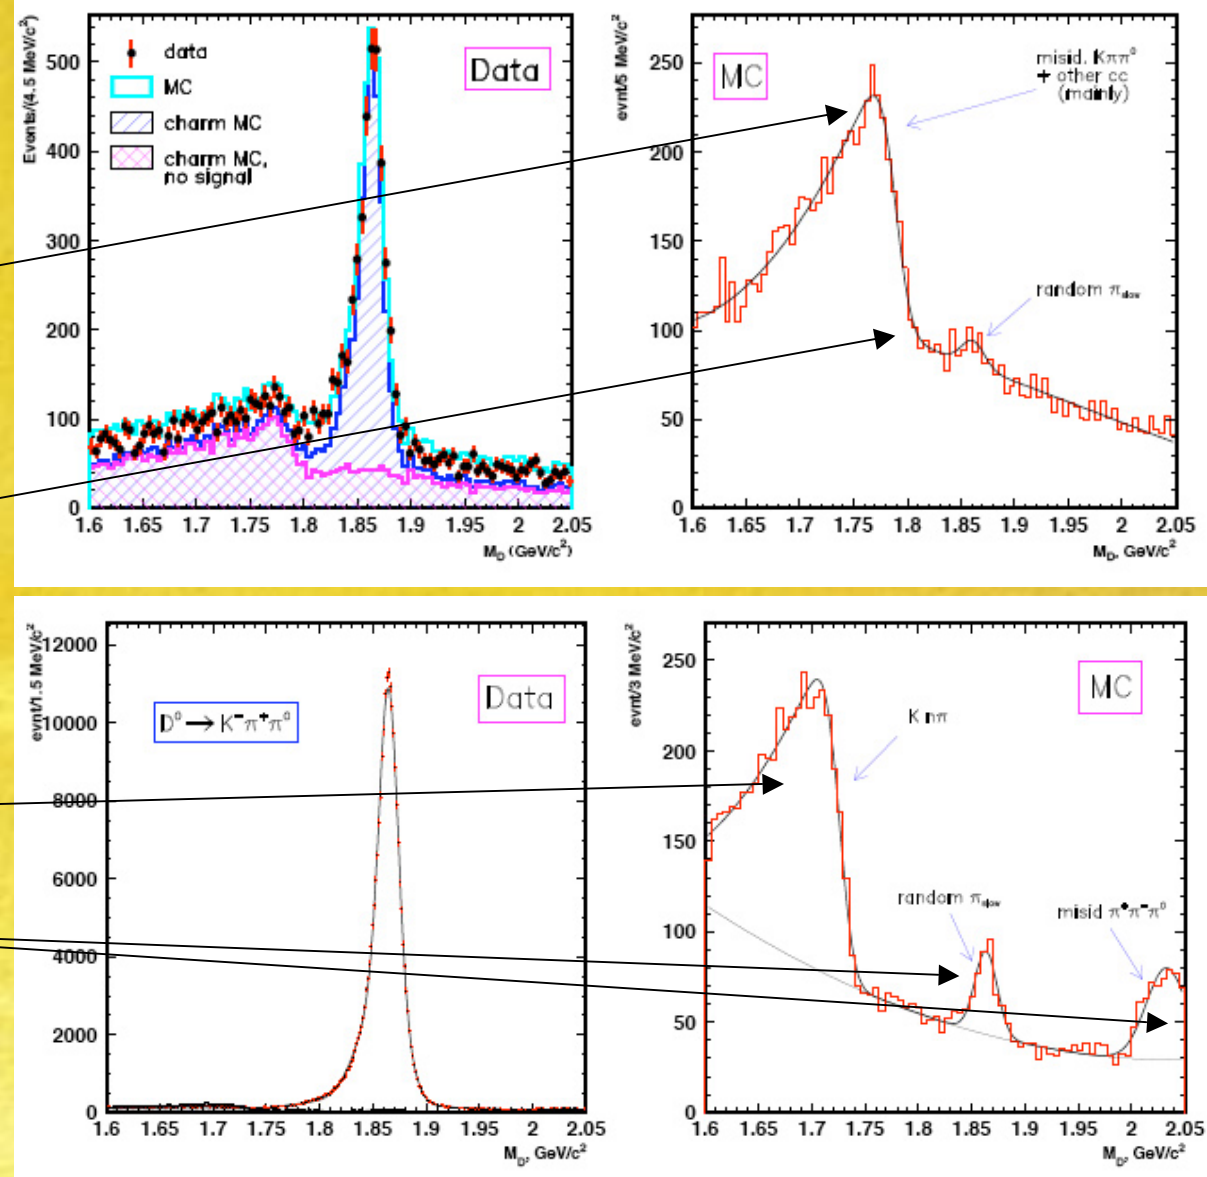 Events/(4.5 MeV/c²)
500
400
300
200
100
0
data
MC
charm MC
charm MC,
no signal
Data
1.6 1.65 1.7 1.75 1.8 1.85 1.9 1.95 2 2.05
M_D (GeV/c²)
evnt/5 MeV/c²
250
200
150
100
50
0
MC
misid. Kππ⁰
+ other cc
(mainly)
random π_slow
1.6 1.65 1.7 1.75 1.8 1.85 1.9 1.95 2 2.05
M_D, GeV/c²
evnt/1.5 MeV/c²
12000
10000
8000
6000
4000
2000
0
D⁰ → K⁻π⁺π⁰
Data
1.6 1.65 1.7 1.75 1.8 1.85 1.9 1.95 2 2.05
M_D, GeV/c²
evnt/3 MeV/c²
250
200
150
100
50
0
MC
K nπ
random π_slow
misid π⁺π⁻π⁰
1.6 1.65 1.7 1.75 1.8 1.85 1.9 1.95 2 2.05
M_D, GeV/c²